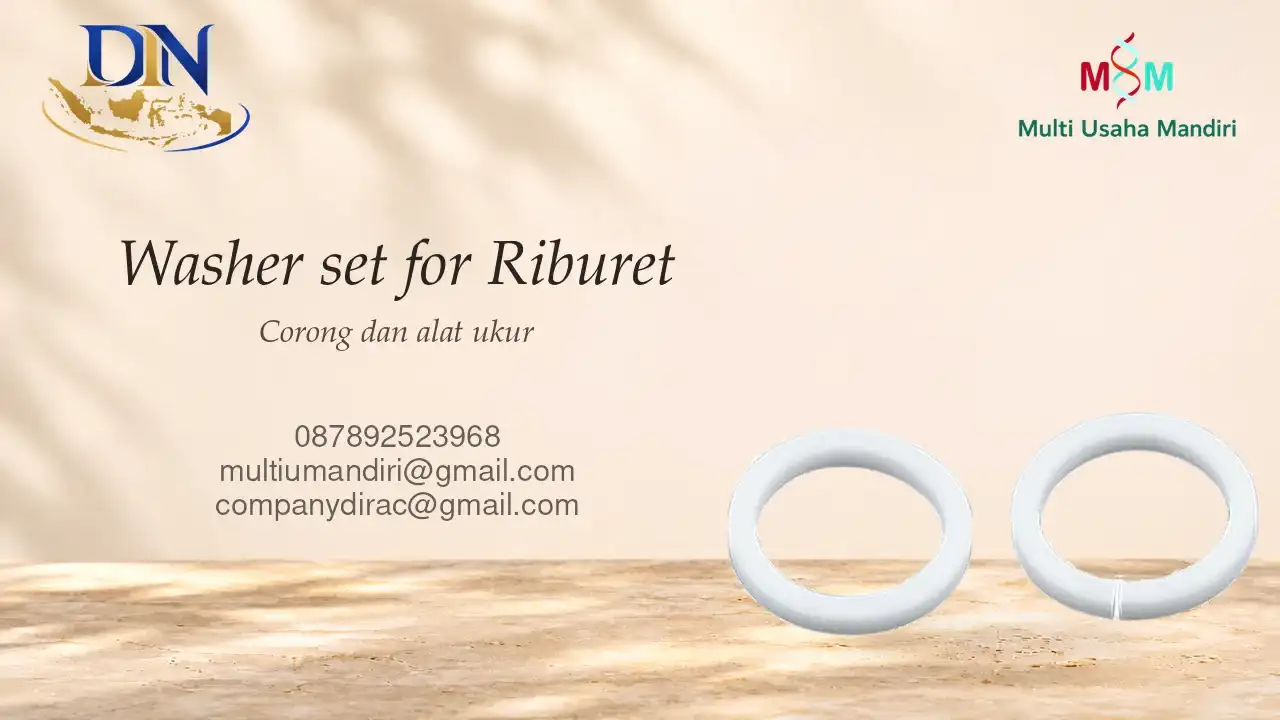 DIN
MSM
Multi Usaha Mandiri
Washer set for Riburet
Corong dan alat ukur
087892523968
multiumandiri@gmail.com
companydirac@gmail.com